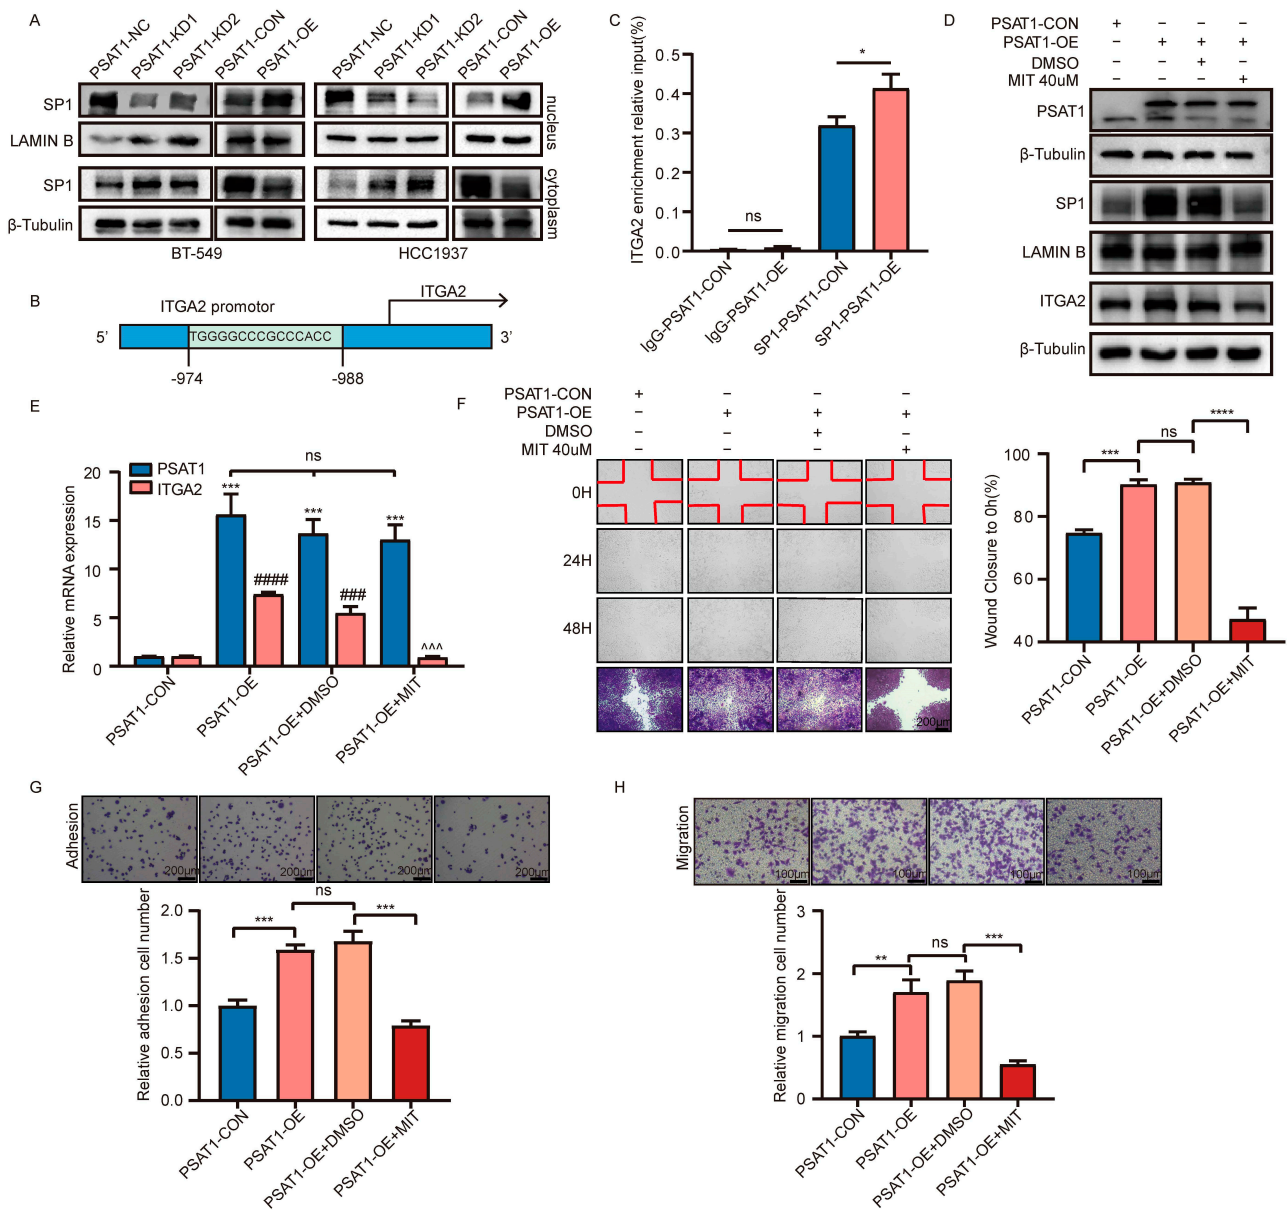 A
PSAT1-NC
PSAT1-KD1
PSAT1-KD2
PSAT1-CON
PSAT1-OE
PSAT1-NC
PSAT1-KD1
PSAT1-KD2
PSAT1-CON
PSAT1-OE
SP1
LAMIN B
nucleus
SP1
β-Tubulin
cytoplasm
BT-549
HCC1937
B
ITGA2 promotor
ITGA2
5'
TGGGGCCCGCCCACC
3'
-974
-988
C
ITGA2 enrichment relative input(%)
0.5
0.4
0.3
0.2
0.1
0.0
ns
*
IgG-PSAT1-CON
IgG-PSAT1-OE
SP1-PSAT1-CON
SP1-PSAT1-OE
D
PSAT1-CON + − − −
PSAT1-OE − + + +
DMSO − − + −
MIT 40uM − − − +
PSAT1
β-Tubulin
SP1
LAMIN B
ITGA2
β-Tubulin
E
Relative mRNA expression
20
15
10
5
0
PSAT1
ITGA2
ns
***
***
***
####
###
^^^
PSAT1-CON
PSAT1-OE
PSAT1-OE+DMSO
PSAT1-OE+MIT
F
PSAT1-CON + − − −
PSAT1-OE − + + +
DMSO − − + −
MIT 40uM − − − +
0H
24H
48H
200μm
Wound Closure to 0h(%)
100
80
60
40
***
ns
****
PSAT1-CON
PSAT1-OE
PSAT1-OE+DMSO
PSAT1-OE+MIT
G
Adhesion
200μm
200μm
200μm
200μm
Relative adhesion cell number
2.0
1.5
1.0
0.5
0.0
***
ns
***
PSAT1-CON
PSAT1-OE
PSAT1-OE+DMSO
PSAT1-OE+MIT
H
Migration
100μm
100μm
100μm
100μm
Relative migration cell number
3
2
1
0
**
ns
***
PSAT1-CON
PSAT1-OE
PSAT1-OE+DMSO
PSAT1-OE+MIT